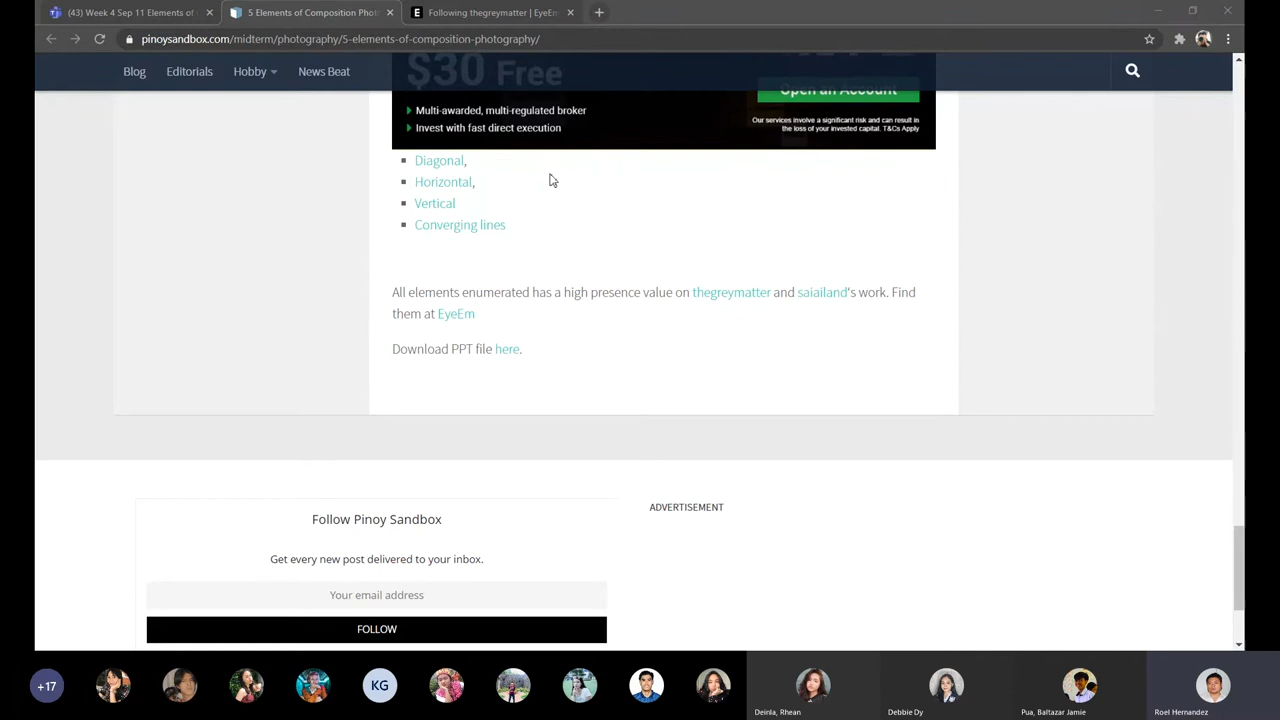 (43) Week 4 Sep 11 Elements of
5 Elements of Composition Phot
Following thegreymatter | EyeEm
pinoysandbox.com/midterm/photography/5-elements-of-composition-photography/
Blog
Editorials
Hobby
News Beat
$30 Free
Open an Account
Multi-awarded, multi-regulated broker
Invest with fast direct execution
Our services involve a significant risk and can result in
the loss of your invested capital. T&Cs Apply
Diagonal,
Horizontal,
Vertical
Converging lines
All elements enumerated has a high presence value on thegreymatter and saiailand's work. Find
them at EyeEm
Download PPT file here.
Follow Pinoy Sandbox
Get every new post delivered to your inbox.
Your email address
FOLLOW
ADVERTISEMENT
+17
KG
Deinla, Rhean
Debbie Dy
Pua, Baltazar Jamie
Roel Hernandez